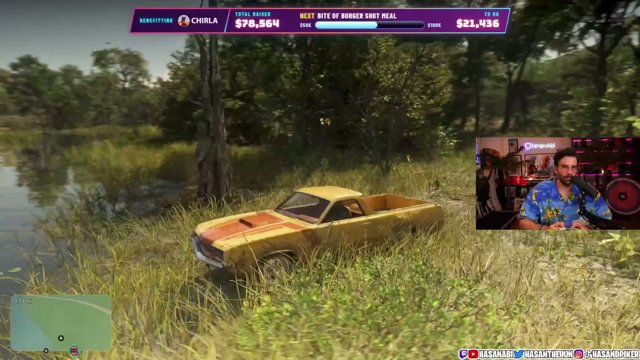 BENEFITTING CHIRLA
TOTAL RAISED
$78,564
NEXT BITE OF BURGER SHOT MEAL
$50K $100K
TO GO
$21,436
HasanAbi
HASANABI HASANTHEHUN @HASANDPIKER